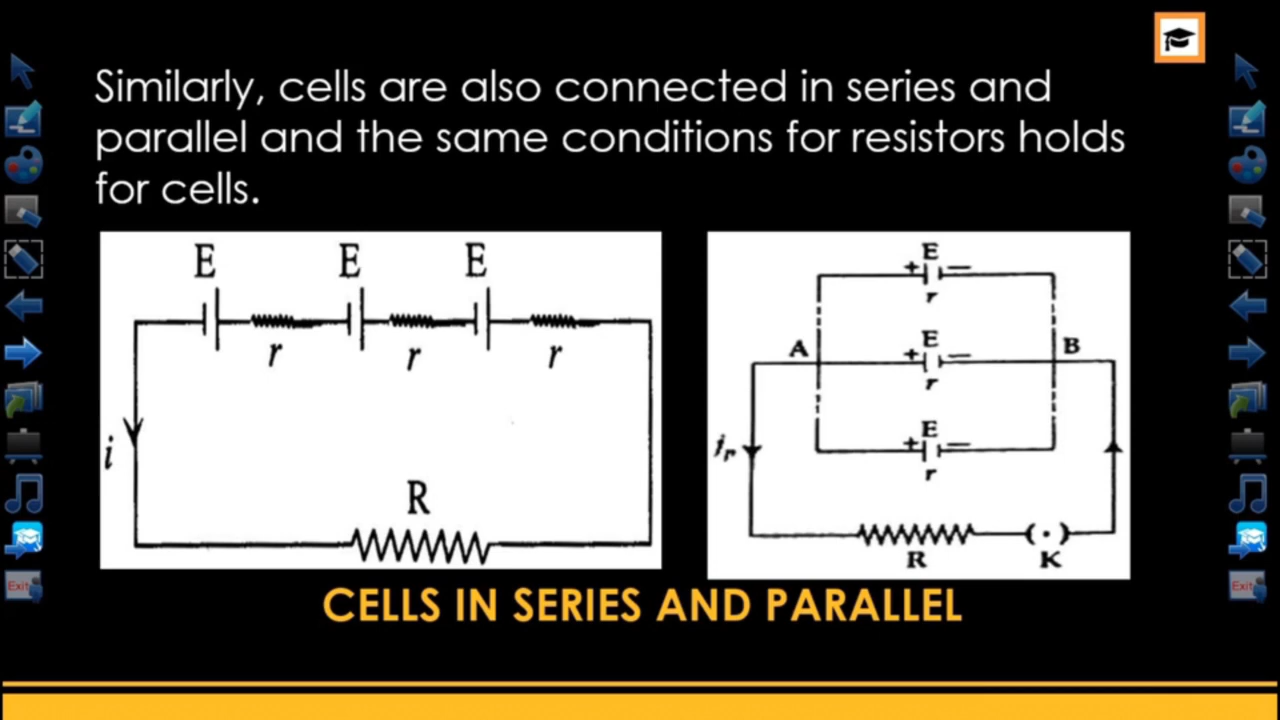 Similarly, cells are also connected in series and
parallel and the same conditions for resistors holds
for cells.
E E E
r r r
i
R
E
+ −
r
A B
E
+ −
r
E
+ −
r
R K
CELLS IN SERIES AND PARALLEL
Exit Exit